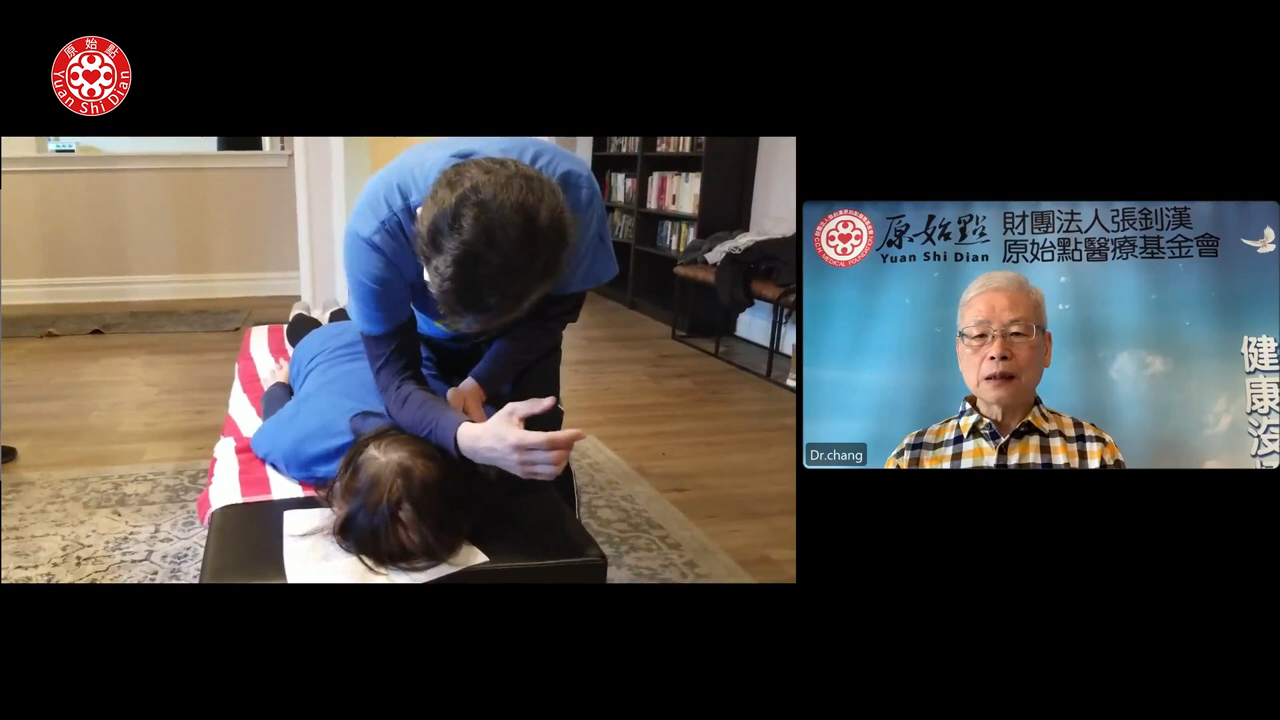 原始點
Yuan Shi Dian
原始點
Yuan Shi Dian
財團法人張釗漢
原始點醫療基金會
健康沒
Dr.chang